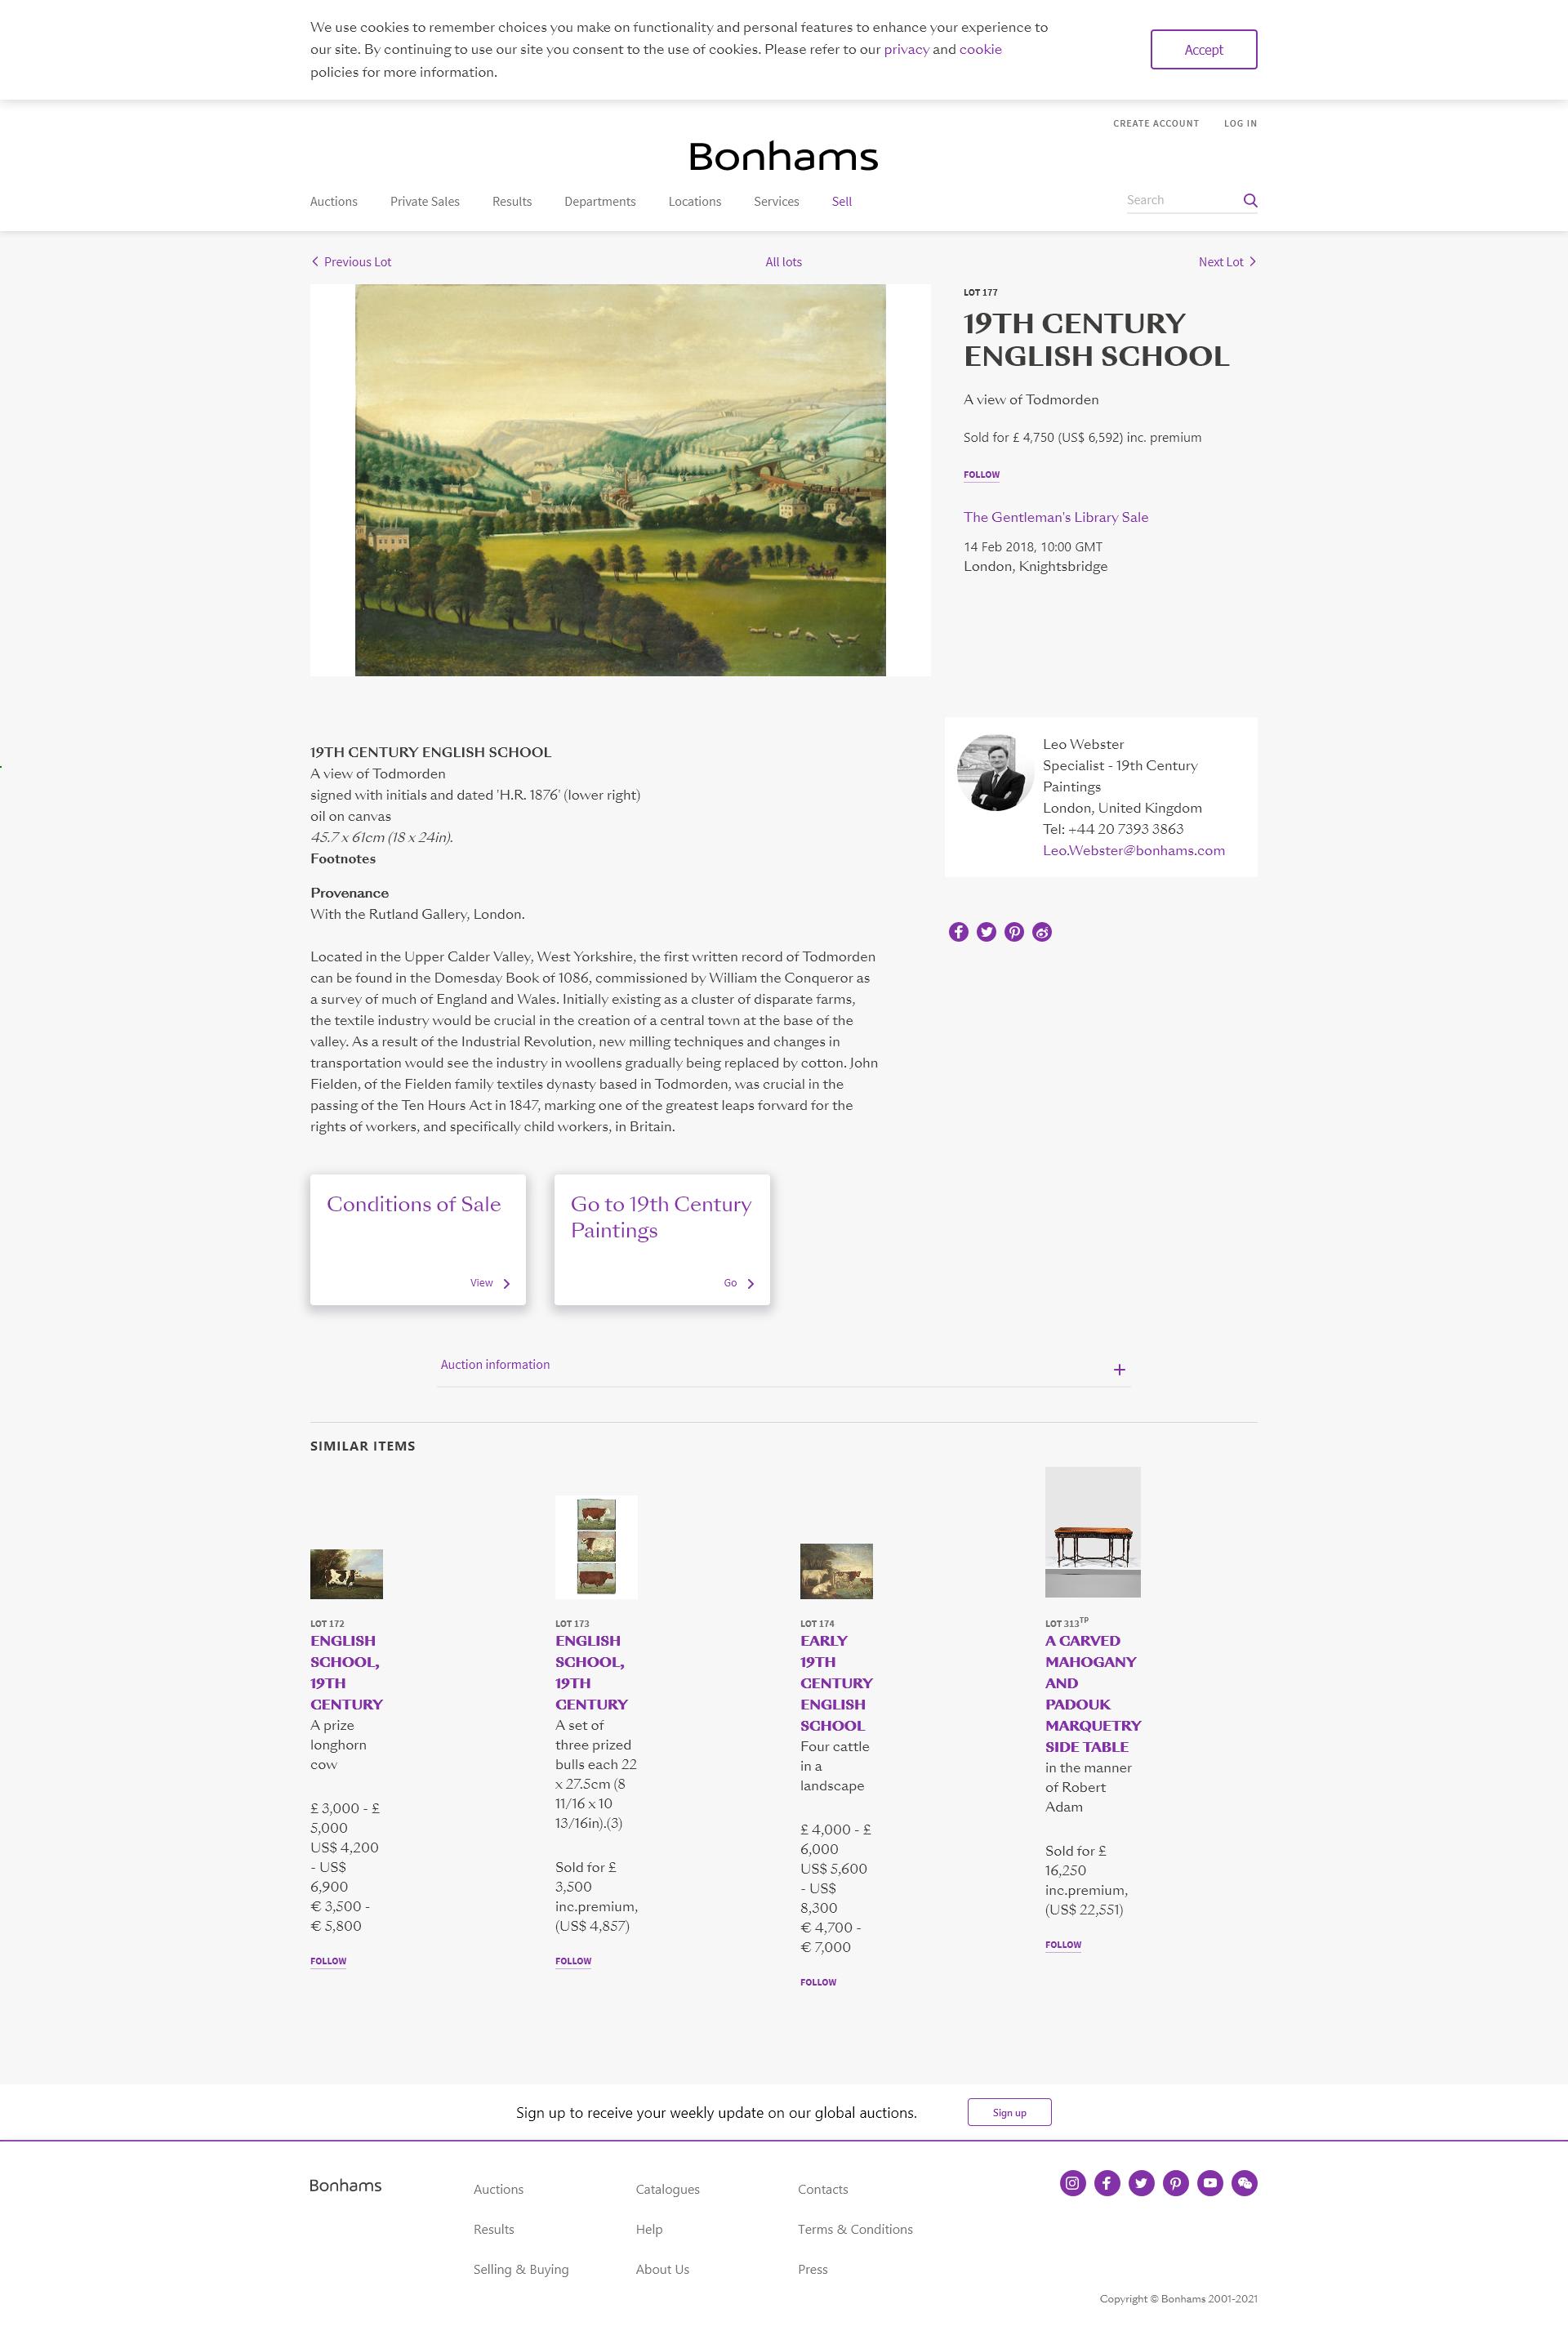 We use cookies to remember choices you make on functionality and personal features to enhance your experience to
our site. By continuing to use our site you consent to the use of cookies. Please refer to our privacy and cookie
policies for more information.
Accept
CREATE ACCOUNT
LOG IN
Bonhams
Auctions
Private Sales
Results
Departments
Locations
Services
Sell
Search
Previous Lot
All lots
Next Lot
LOT 177
19TH CENTURY
ENGLISH SCHOOL
A view of Todmorden
Sold for £ 4,750 (US$ 6,592) inc. premium
FOLLOW
The Gentleman's Library Sale
14 Feb 2018, 10:00 GMT
London, Knightsbridge
19TH CENTURY ENGLISH SCHOOL
A view of Todmorden
signed with initials and dated 'H.R. 1876' (lower right)
oil on canvas
45.7 x 61cm (18 x 24in).
Footnotes
Provenance
With the Rutland Gallery, London.
Located in the Upper Calder Valley, West Yorkshire, the first written record of Todmorden
can be found in the Domesday Book of 1086, commissioned by William the Conqueror as
a survey of much of England and Wales. Initially existing as a cluster of disparate farms,
the textile industry would be crucial in the creation of a central town at the base of the
valley. As a result of the Industrial Revolution, new milling techniques and changes in
transportation would see the industry in woollens gradually being replaced by cotton. John
Fielden, of the Fielden family textiles dynasty based in Todmorden, was crucial in the
passing of the Ten Hours Act in 1847, marking one of the greatest leaps forward for the
rights of workers, and specifically child workers, in Britain.
Leo Webster
Specialist - 19th Century
Paintings
London, United Kingdom
Tel: +44 20 7393 3863
Leo.Webster@bonhams.com
Conditions of Sale
View
Go to 19th Century
Paintings
Go
Auction information
SIMILAR ITEMS
LOT 172
ENGLISH
SCHOOL,
19TH
CENTURY
A prize
longhorn
cow
£ 3,000 - £
5,000
US$ 4,200
- US$
6,900
€ 3,500 -
€ 5,800
FOLLOW
LOT 173
ENGLISH
SCHOOL,
19TH
CENTURY
A set of
three prized
bulls each 22
x 27.5cm (8
11/16 x 10
13/16in).(3)
Sold for £
3,500
inc.premium,
(US$ 4,857)
FOLLOW
LOT 174
EARLY
19TH
CENTURY
ENGLISH
SCHOOL
Four cattle
in a
landscape
£ 4,000 - £
6,000
US$ 5,600
- US$
8,300
€ 4,700 -
€ 7,000
FOLLOW
LOT 313TP
A CARVED
MAHOGANY
AND
PADOUK
MARQUETRY
SIDE TABLE
in the manner
of Robert
Adam
Sold for £
16,250
inc.premium,
(US$ 22,551)
FOLLOW
Sign up to receive your weekly update on our global auctions.
Sign up
Bonhams
Auctions
Catalogues
Contacts
Results
Help
Terms & Conditions
Selling & Buying
About Us
Press
Copyright © Bonhams 2001-2021